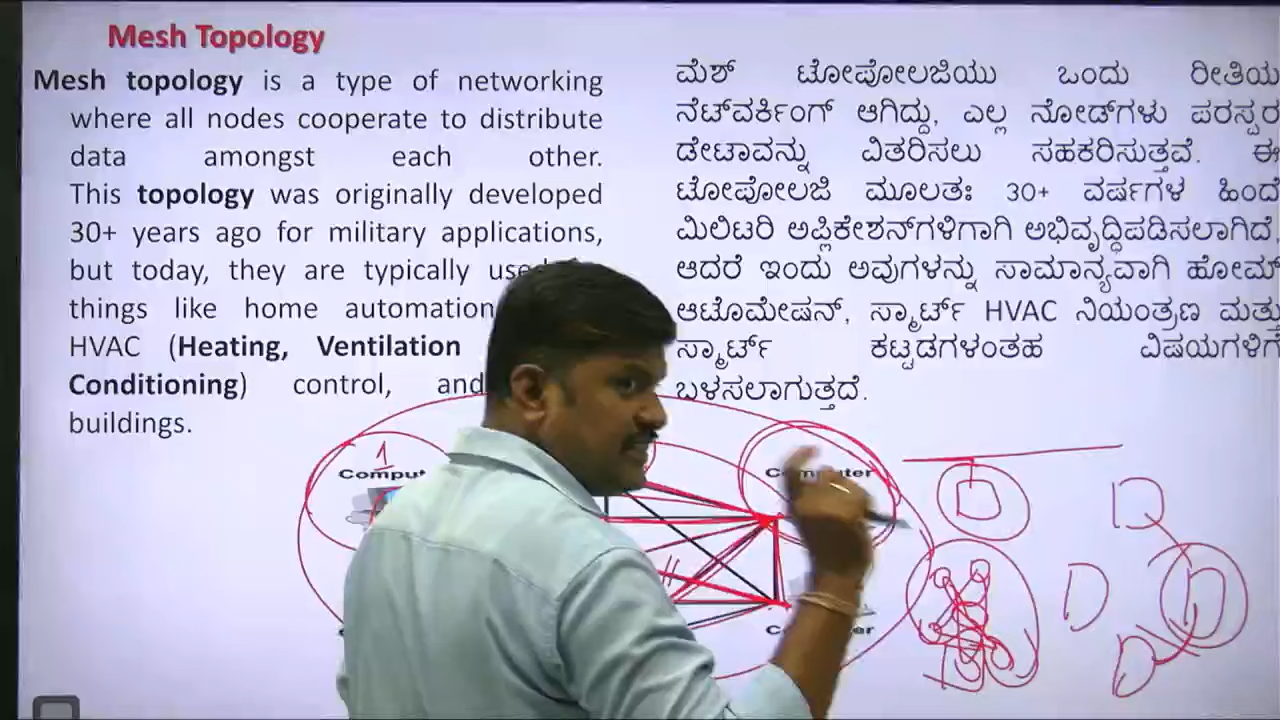 Mesh Topology
Mesh topology is a type of networking
where all nodes cooperate to distribute
data amongst each other.
This topology was originally developed
30+ years ago for military applications,
but today, they are typically
things like home automation
HVAC (Heating, Ventilation
Conditioning) control, and
buildings.
ಮೆಶ್ ಟೋಪೋಲಜಿಯು ಒಂದು ರೀತಿಯ
ನೆಟ್‌ವರ್ಕಿಂಗ್ ಆಗಿದ್ದು, ಎಲ್ಲ ನೋಡ್‌ಗಳು ಪರಸ್ಪರ
ಡೇಟಾವನ್ನು ವಿತರಿಸಲು ಸಹಕರಿಸುತ್ತವೆ. ಈ
ಟೋಪೋಲಜಿ ಮೂಲತಃ 30+ ವರ್ಷಗಳ ಹಿಂದೆ
ಮಿಲಿಟರಿ ಅಪ್ಲಿಕೇಶನ್‌ಗಳಿಗಾಗಿ ಅಭಿವೃದ್ಧಿಪಡಿಸಲಾಗಿದೆ.
ಆದರೆ ಇಂದು ಅವುಗಳನ್ನು ಸಾಮಾನ್ಯವಾಗಿ ಹೋಮ್
ಆಟೊಮೇಷನ್, ಸ್ಮಾರ್ಟ್ HVAC ನಿಯಂತ್ರಣ ಮತ್ತು
ಸ್ಮಾರ್ಟ್ ಕಟ್ಟಡಗಳಂತಹ ವಿಷಯಗಳಿಗೆ
ಬಳಸಲಾಗುತ್ತದೆ.
1